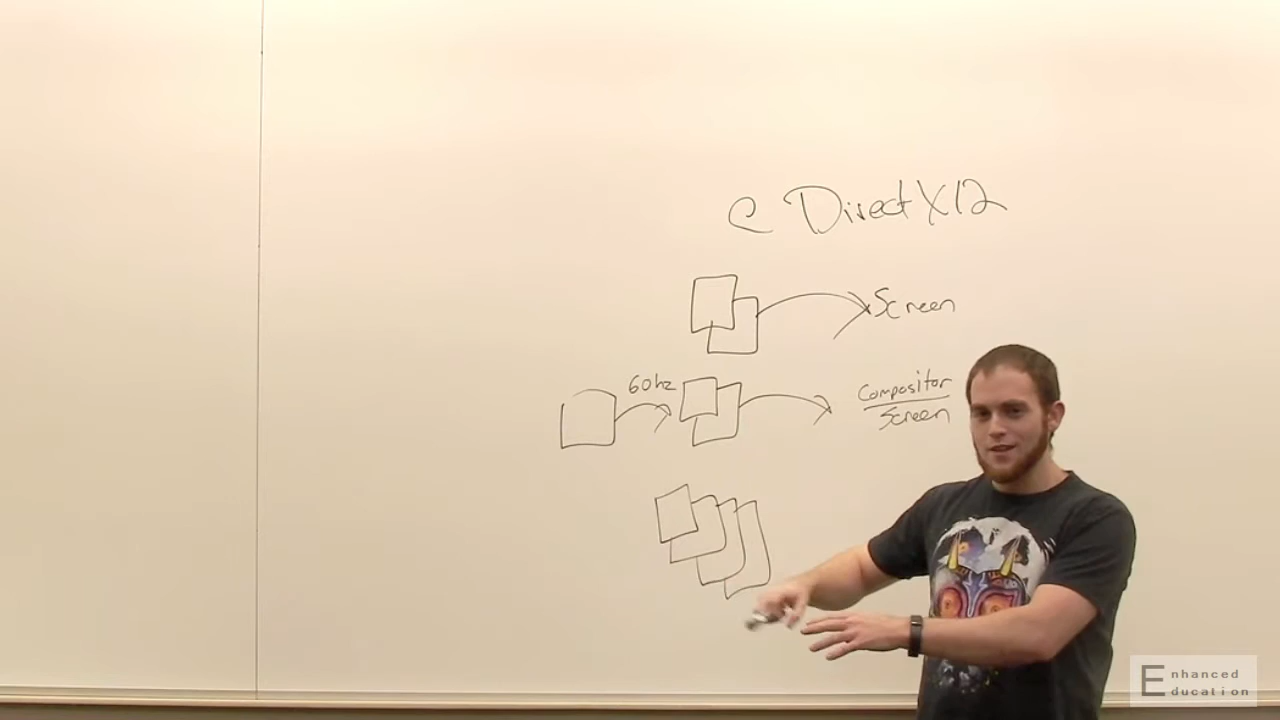 C DirectX12
Screen
60hz
Compositor
Screen
Enhanced
Education